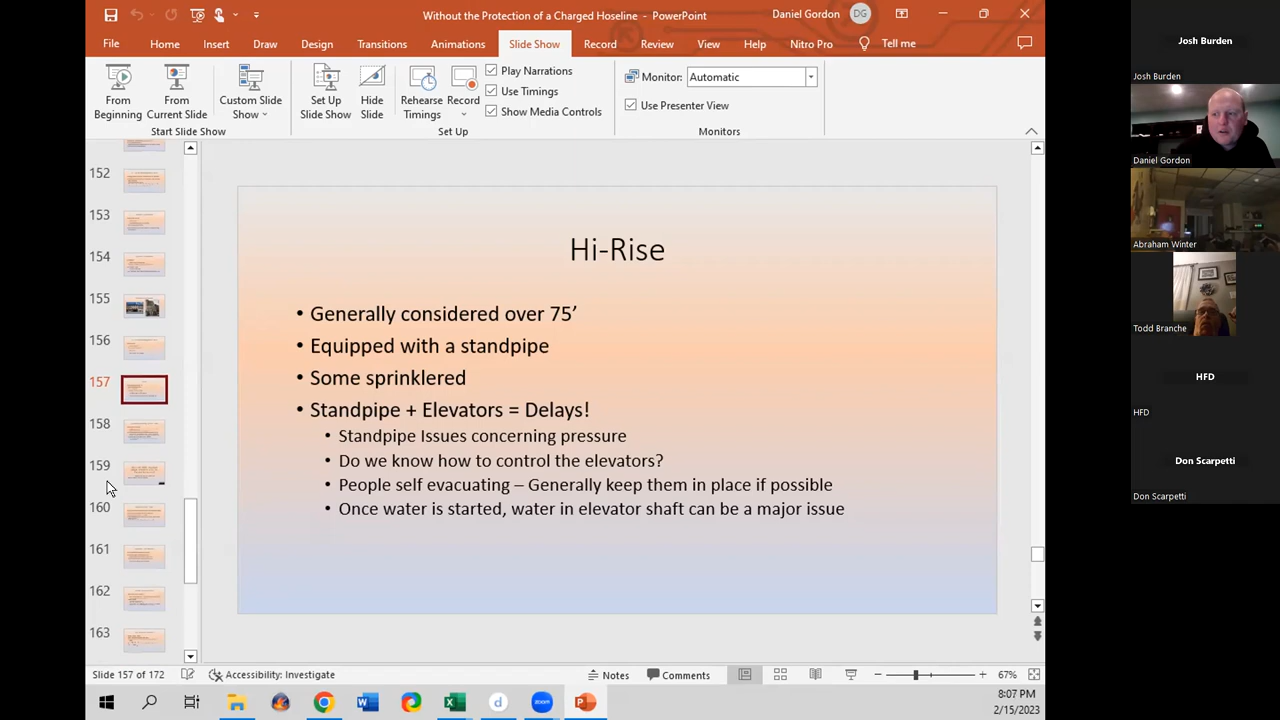 Without the Protection of a Charged Hoseline - PowerPoint
Daniel Gordon
DG
File
Home
Insert
Draw
Design
Transitions
Animations
Slide Show
Record
Review
View
Help
Nitro Pro
Tell me
From Beginning
From Current Slide
Custom Slide Show
Start Slide Show
Set Up Slide Show
Hide Slide
Rehearse Timings
Record
Play Narrations
Use Timings
Show Media Controls
Set Up
Monitor:
Automatic
Use Presenter View
Monitors
152
153
154
155
156
157
158
159
160
161
162
163
Hi-Rise
• Generally considered over 75’
• Equipped with a standpipe
• Some sprinklered
• Standpipe + Elevators = Delays!
• Standpipe Issues concerning pressure
• Do we know how to control the elevators?
• People self evacuating – Generally keep them in place if possible
• Once water is started, water in elevator shaft can be a major issue
Slide 157 of 172
Accessibility: Investigate
Notes
Comments
67%
8:07 PM
2/15/2023
zoom
Josh Burden
Josh Burden
Daniel Gordon
Abraham Winter
Todd Branche
HFD
HFD
Don Scarpetti
Don Scarpetti